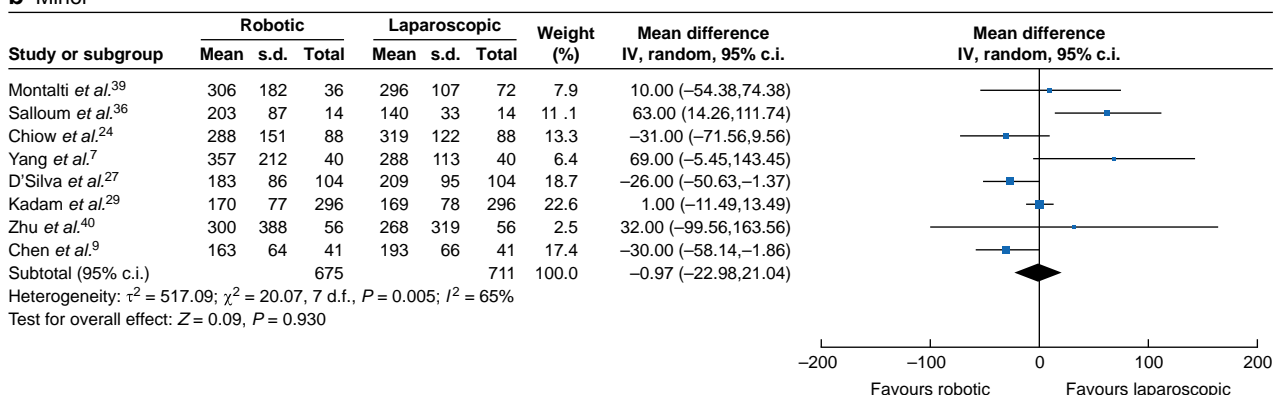 b Minor
Robotic Laparoscopic Weight Mean difference Mean difference
Study or subgroup Mean s.d. Total Mean s.d. Total (%) IV, random, 95% c.i. IV, random, 95% c.i.
Montalti et al.39 306 182 36 296 107 72 7.9 10.00 (–54.38,74.38)
Salloum et al.36 203 87 14 140 33 14 11 .1 63.00 (14.26,111.74)
Chiow et al.24 288 151 88 319 122 88 13.3 –31.00 (–71.56,9.56)
Yang et al.7 357 212 40 288 113 40 6.4 69.00 (–5.45,143.45)
D'Silva et al.27 183 86 104 209 95 104 18.7 –26.00 (–50.63,–1.37)
Kadam et al.29 170 77 296 169 78 296 22.6 1.00 (–11.49,13.49)
Zhu et al.40 300 388 56 268 319 56 2.5 32.00 (–99.56,163.56)
Chen et al.9 163 64 41 193 66 41 17.4 –30.00 (–58.14,–1.86)
Subtotal (95% c.i.) 675 711 100.0 –0.97 (–22.98,21.04)
Heterogeneity: τ2 = 517.09; χ2 = 20.07, 7 d.f., P = 0.005; I2 = 65%
Test for overall effect: Z = 0.09, P = 0.930
–200 –100 0 100 200
Favours robotic Favours laparoscopic